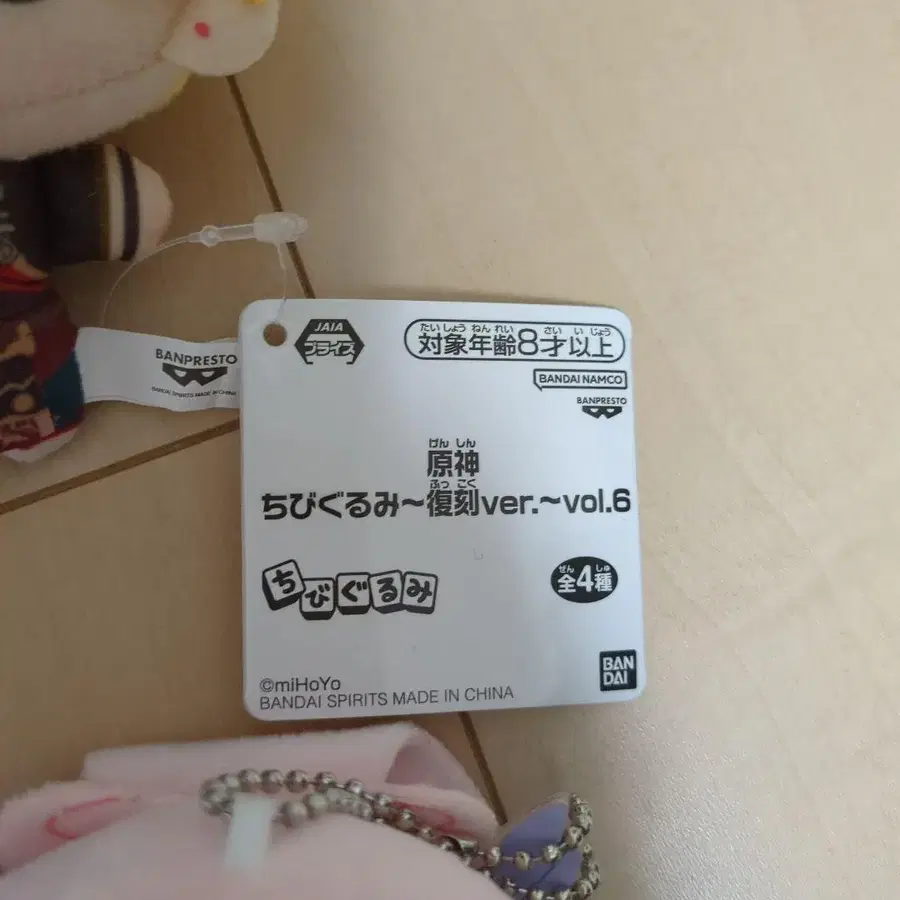 JAIA
プライズ
たいしょう ねんれい さい いじょう
対象年齢8才以上
BANDAI NAMCO
BANPRESTO
げん しん
原神
ふっ こく
ちびぐるみ～復刻ver.～vol.6
ちびぐるみ
ぜん しゅ
全4種
BAN
DAI
©miHoYo
BANDAI SPIRITS MADE IN CHINA
BANPRESTO
BANDAI SPIRITS MADE IN CHINA